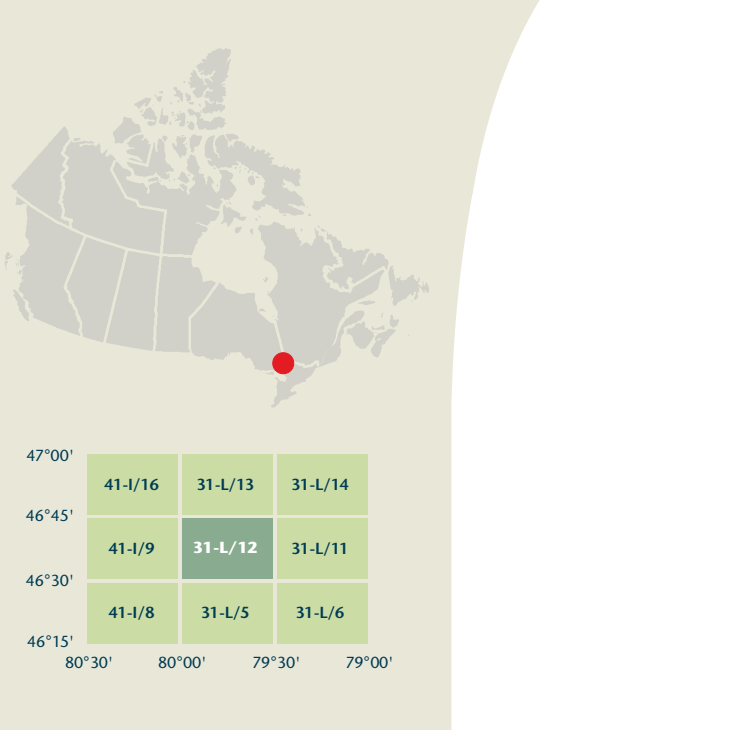 47°00'
41-I/16 31-L/13 31-L/14
46°45'
41-I/9 31-L/12 31-L/11
46°30'
41-I/8 31-L/5 31-L/6
46°15'
80°30' 80°00' 79°30' 79°00'